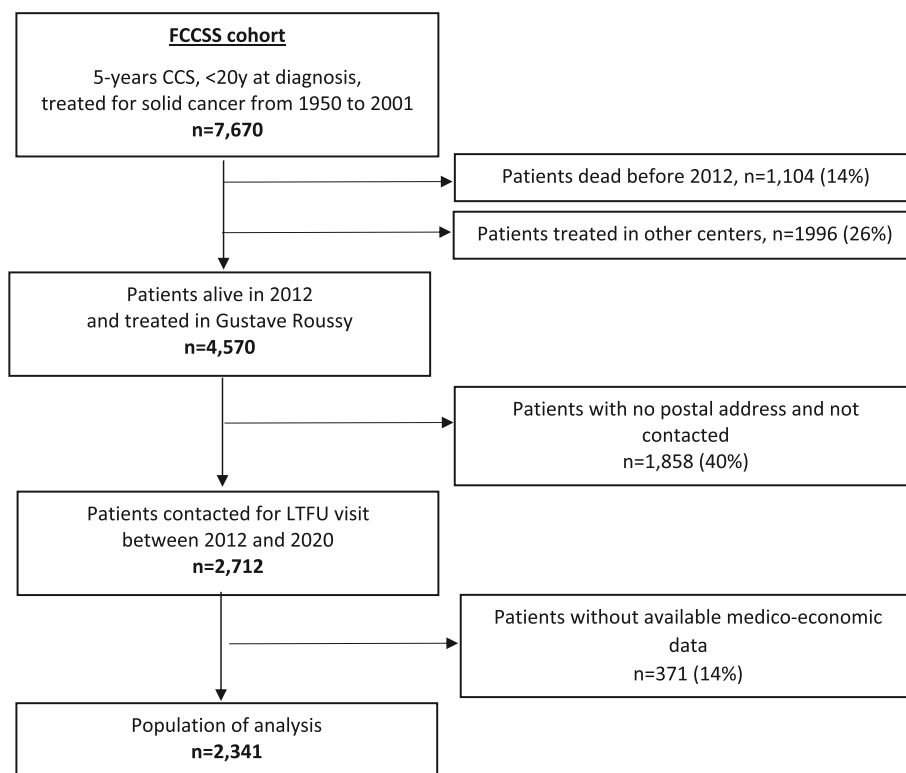 FCCSS cohort
5-years CCS, <20y at diagnosis,
treated for solid cancer from 1950 to 2001
n=7,670
Patients dead before 2012, n=1,104 (14%)
Patients treated in other centers, n=1996 (26%)
Patients alive in 2012
and treated in Gustave Roussy
n=4,570
Patients with no postal address and not
contacted
n=1,858 (40%)
Patients contacted for LTFU visit
between 2012 and 2020
n=2,712
Patients without available medico-economic
data
n=371 (14%)
Population of analysis
n=2,341